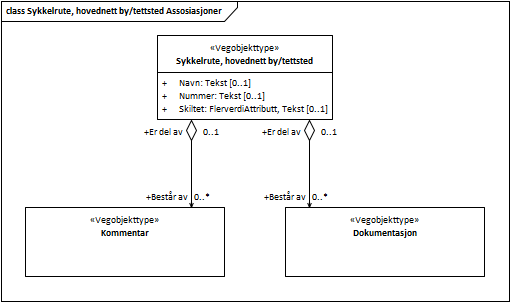 class Sykkelrute, hovednett by/tettsted Assosiasjoner
«Vegobjekttype»
Sykkelrute, hovednett by/tettsted
+ Navn: Tekst [0..1]
+ Nummer: Tekst [0..1]
+ Skiltet: FlerverdiAttributt, Tekst [0..1]
+Er del av 0..1 +Er del av 0..1
+Består av 0..* +Består av 0..*
«Vegobjekttype»
Kommentar
«Vegobjekttype»
Dokumentasjon